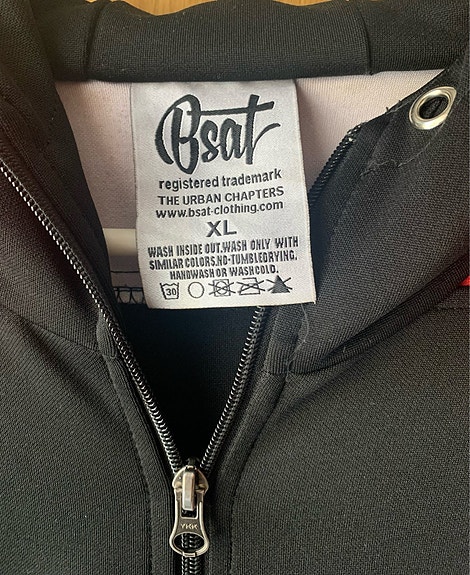 Bsat
registered trademark
THE URBAN CHAPTERS
www.bsat-clothing.com
XL
WASH INSIDE OUT.WASH ONLY WITH
SIMILAR COLORS.NO-TUMBLEDRYING.
HANDWASH OR WASHCOLD.
30
YKK